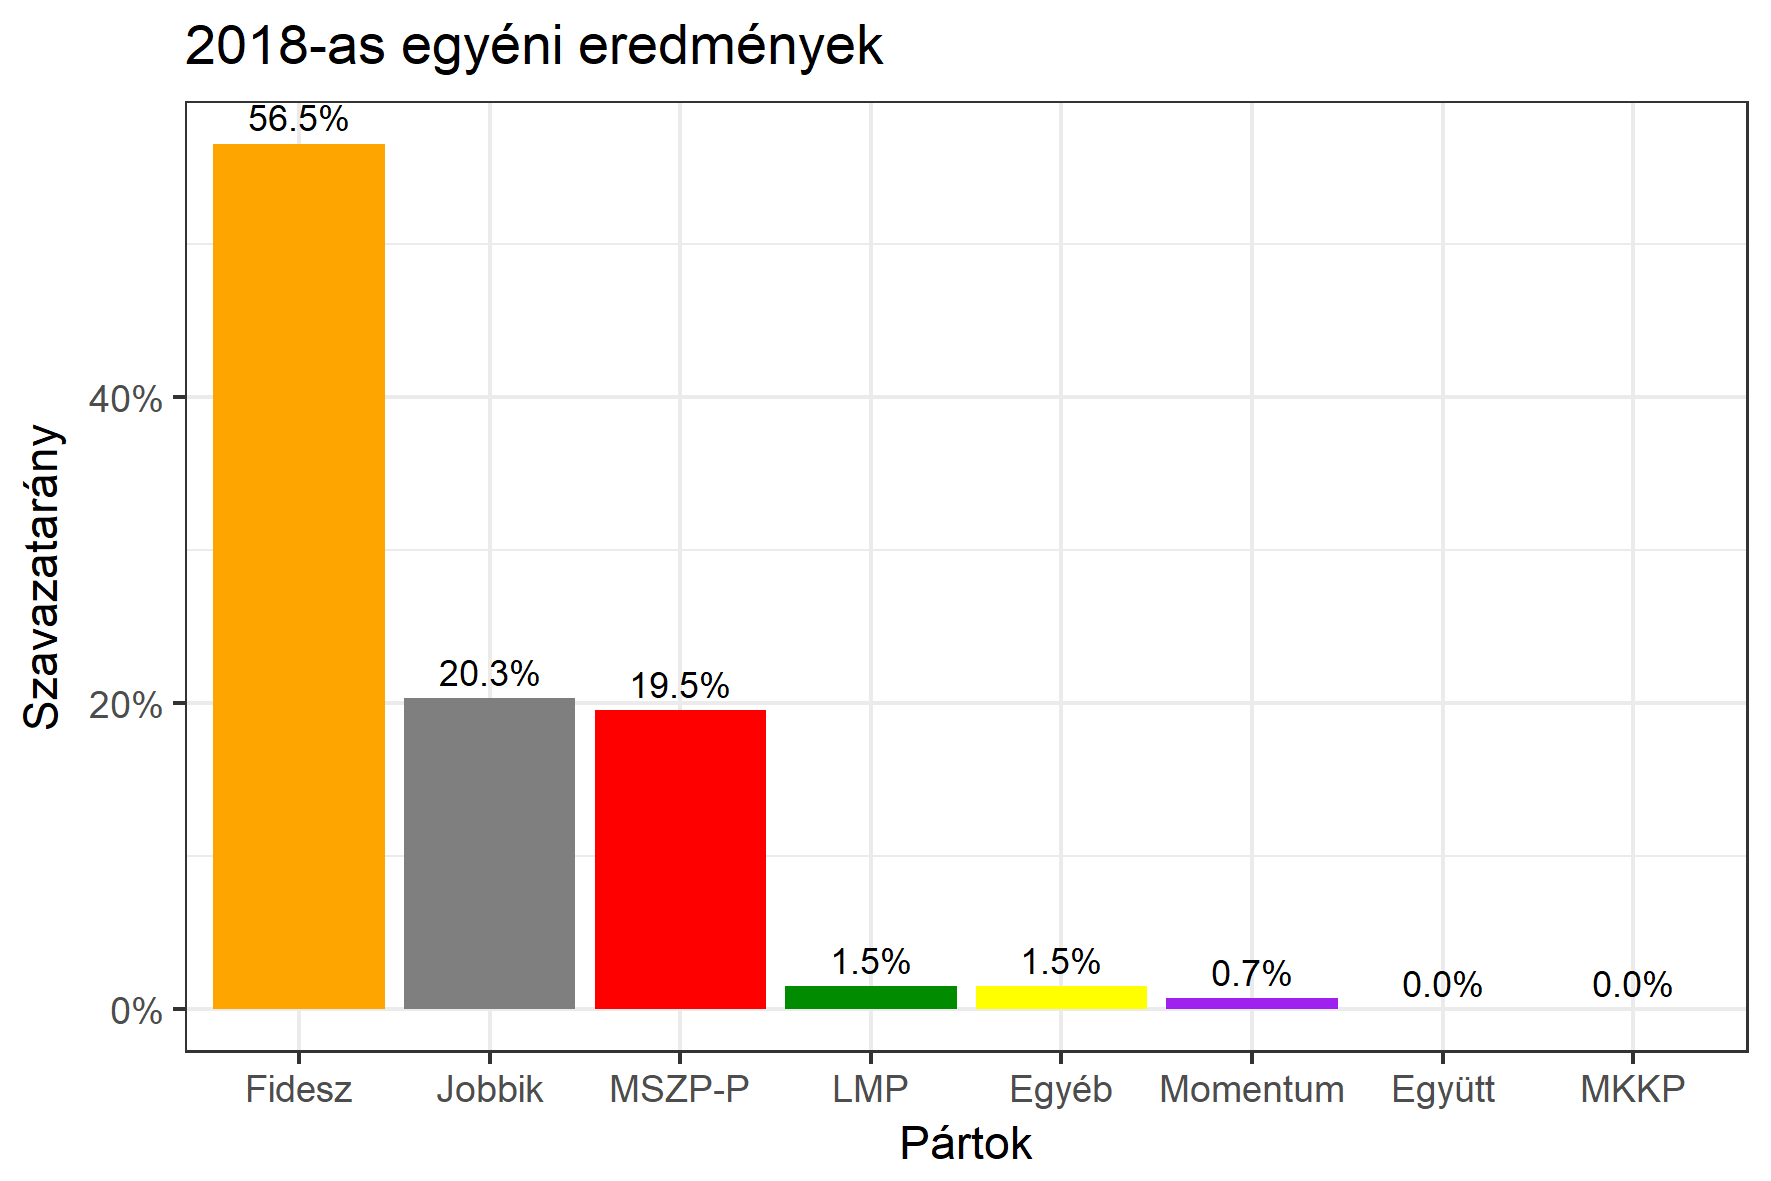 2018-as egyéni eredmények
56.5%
20.3%
19.5%
1.5%
1.5%
0.7%
0.0%
0.0%
40%
20%
0%
Szavazatarány
Fidesz
Jobbik
MSZP-P
LMP
Egyéb
Momentum
Együtt
MKKP
Pártok